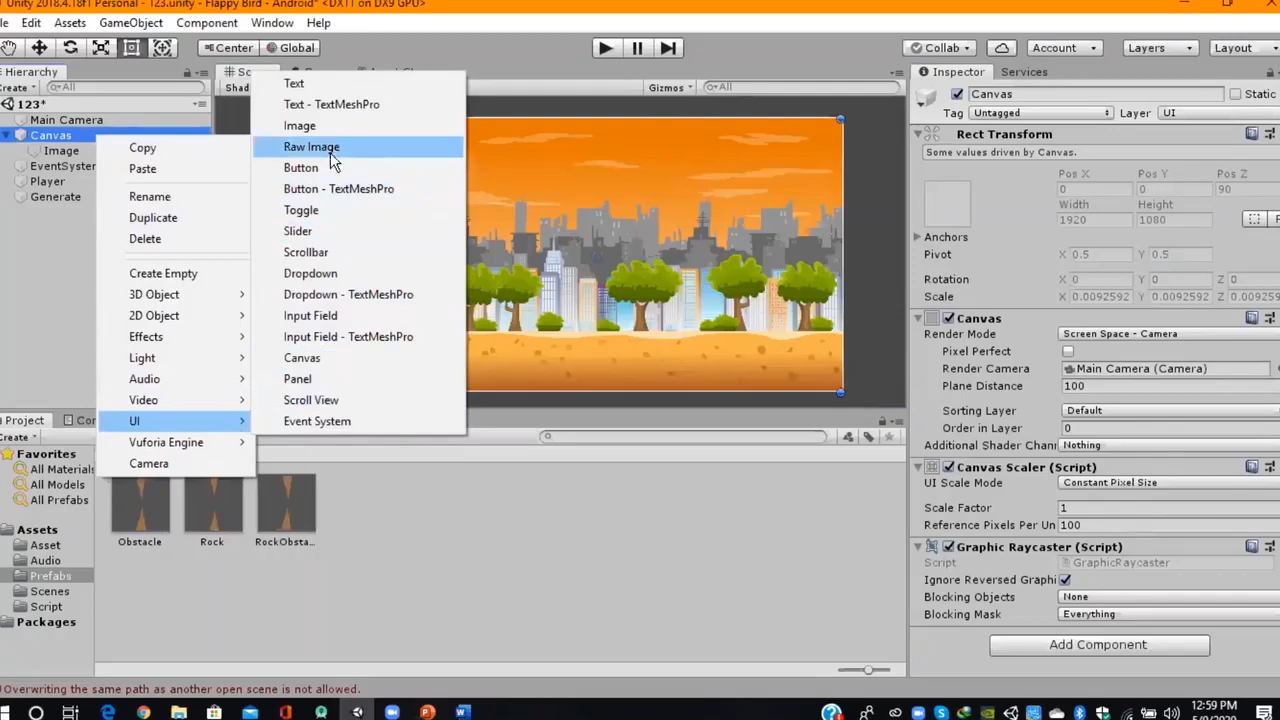 Unity 2018.4.18f1 Personal - 123.unity - Flappy Bird - Android* <DX11 on DX9 GPU>
Edit Assets GameObject Component Window Help
Center Global Collab Account Layers Layout
Hierarchy
All
123*
Main Camera
Canvas
Image
Player
Generate
Copy
Paste
Rename
Duplicate
Delete
Create Empty
3D Object
2D Object
Effects
Light
Audio
Video
UI
Vuforia Engine
Camera
Text
Text - TextMeshPro
Image
Raw Image
Button
Button - TextMeshPro
Toggle
Slider
Scrollbar
Dropdown
Dropdown - TextMeshPro
Input Field
Input Field - TextMeshPro
Canvas
Panel
Scroll View
Event System
Gizmos All
Inspector Services
Canvas Static
Tag Untagged Layer UI
Rect Transform
Some values driven by Canvas.
Pos X Pos Y Pos Z
0 0 90
Width Height
1920 1080
Anchors
Pivot X 0.5 Y 0.5
Rotation X 0 Y 0 Z 0
Scale X 0.0092592 Y 0.0092592 Z 0.009259
Canvas
Render Mode Screen Space - Camera
Pixel Perfect
Render Camera Main Camera (Camera)
Plane Distance 100
Sorting Layer Default
Order in Layer 0
Additional Shader Chann Nothing
Canvas Scaler (Script)
UI Scale Mode Constant Pixel Size
Scale Factor 1
Reference Pixels Per Un 100
Graphic Raycaster (Script)
Script GraphicRaycaster
Ignore Reversed Graphi
Blocking Objects None
Blocking Mask Everything
Add Component
Project
Create
Favorites
All Materials
All Models
All Prefabs
Assets
Asset
Audio
Prefabs
Scenes
Script
Packages
Obstacle Rock RockObsta...
Overwriting the same path as another open scene is not allowed.
12:59 PM